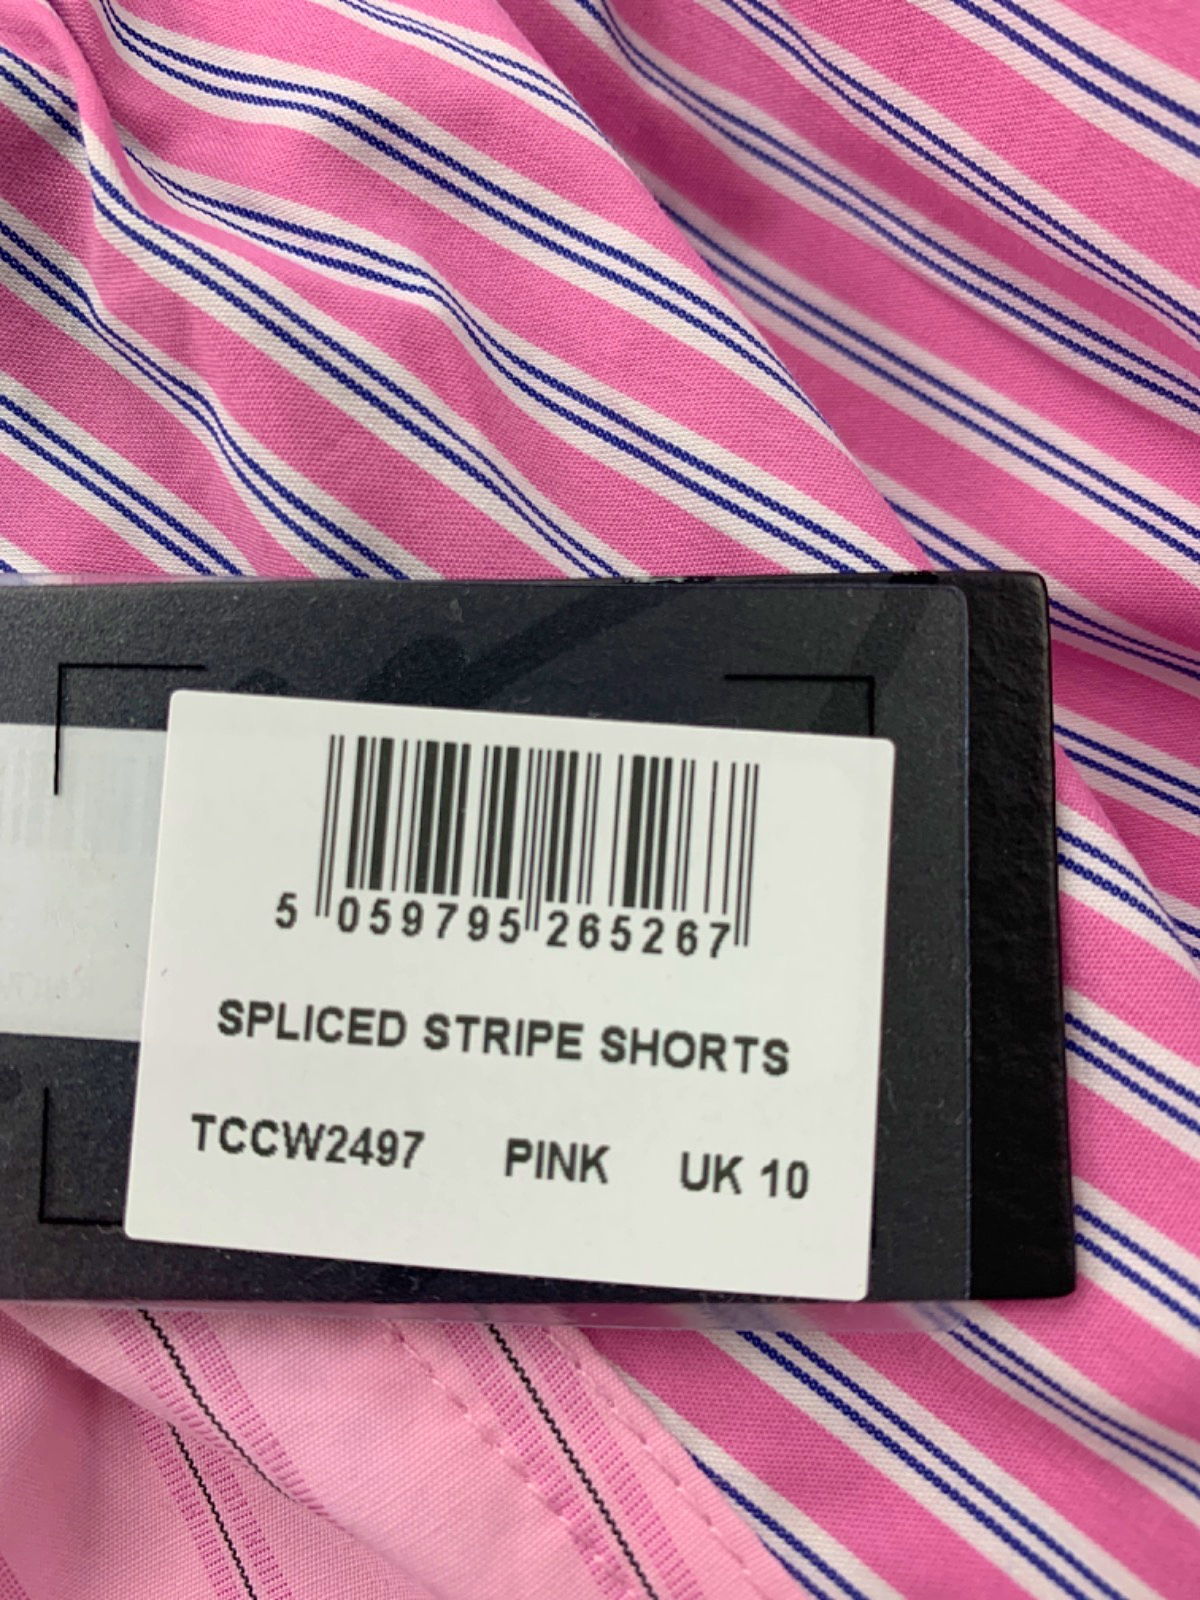 5 059795 265267
SPLICED STRIPE SHORTS
TCCW2497 PINK UK 10